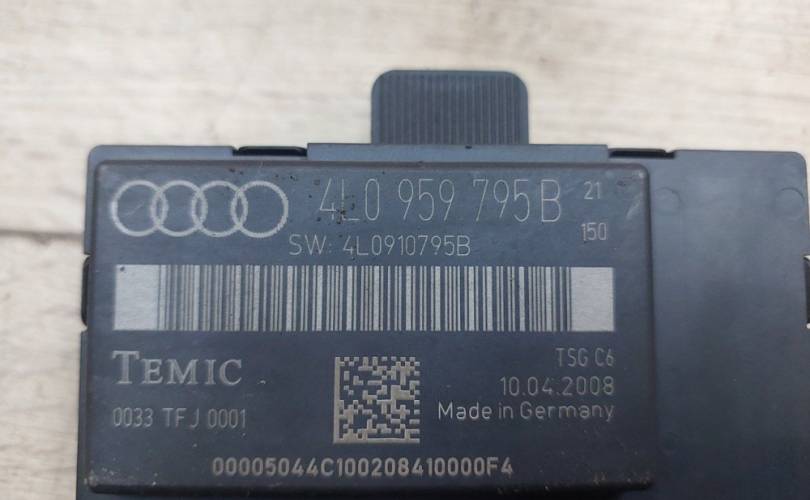 4L0 959 795B 21
SW: 4L0910795B 150
TEMIC
TSG C6
10.04.2008
0033 TFJ 0001
Made in Germany
00005044C100208410000F4